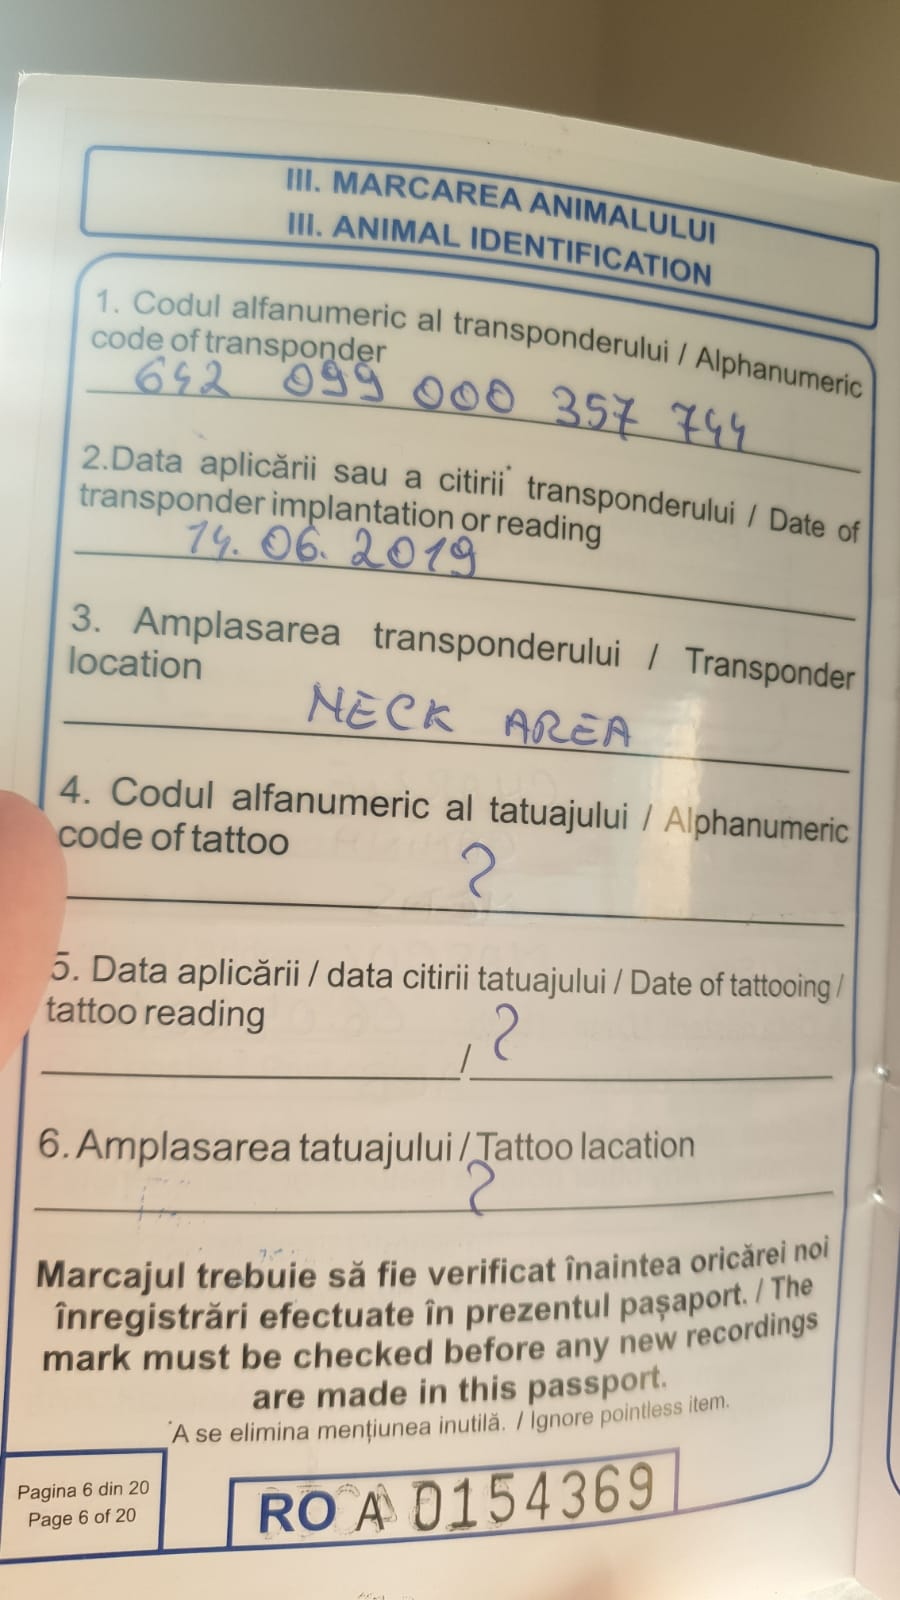 III. MARCAREA ANIMALULUI
III. ANIMAL IDENTIFICATION
1. Codul alfanumeric al transponderului / Alphanumeric
code of transponder
642 099 000 357 744
2.Data aplicării sau a citirii* transponderului / Date of
transponder implantation or reading
14. 06. 2019
3. Amplasarea transponderului / Transponder
location
NECK AREA
4. Codul alfanumeric al tatuajului / Alphanumeric
code of tattoo
?
5. Data aplicării / data citirii tatuajului / Date of tattooing /
tattoo reading
/ ?
6. Amplasarea tatuajului / Tattoo lacation
?
Marcajul trebuie să fie verificat înaintea oricărei noi
înregistrări efectuate în prezentul pașaport. / The
mark must be checked before any new recordings
are made in this passport.
*A se elimina mențiunea inutilă. / Ignore pointless item.
Pagina 6 din 20
Page 6 of 20
RO A 0154369